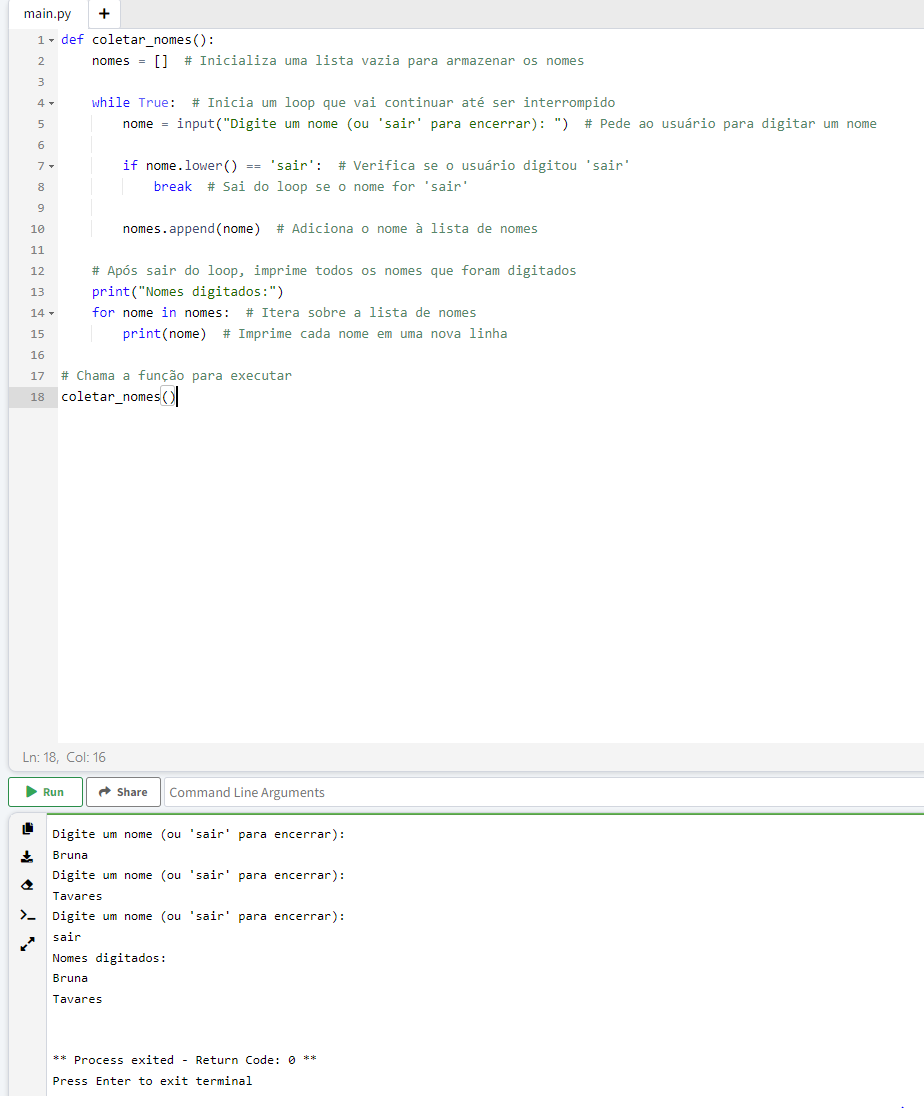 main.py +
1 def coletar_nomes():
2     nomes = []  # Inicializa uma lista vazia para armazenar os nomes
3
4     while True:  # Inicia um loop que vai continuar até ser interrompido
5         nome = input("Digite um nome (ou 'sair' para encerrar): ")  # Pede ao usuário para digitar um nome
6
7         if nome.lower() == 'sair':  # Verifica se o usuário digitou 'sair'
8             break  # Sai do loop se o nome for 'sair'
9
10         nomes.append(nome)  # Adiciona o nome à lista de nomes
11
12     # Após sair do loop, imprime todos os nomes que foram digitados
13     print("Nomes digitados:")
14     for nome in nomes:  # Itera sobre a lista de nomes
15         print(nome)  # Imprime cada nome em uma nova linha
16
17 # Chama a função para executar
18 coletar_nomes()
Ln: 18, Col: 16
Run Share Command Line Arguments
Digite um nome (ou 'sair' para encerrar):
Bruna
Digite um nome (ou 'sair' para encerrar):
Tavares
Digite um nome (ou 'sair' para encerrar):
sair
Nomes digitados:
Bruna
Tavares
** Process exited - Return Code: 0 **
Press Enter to exit terminal